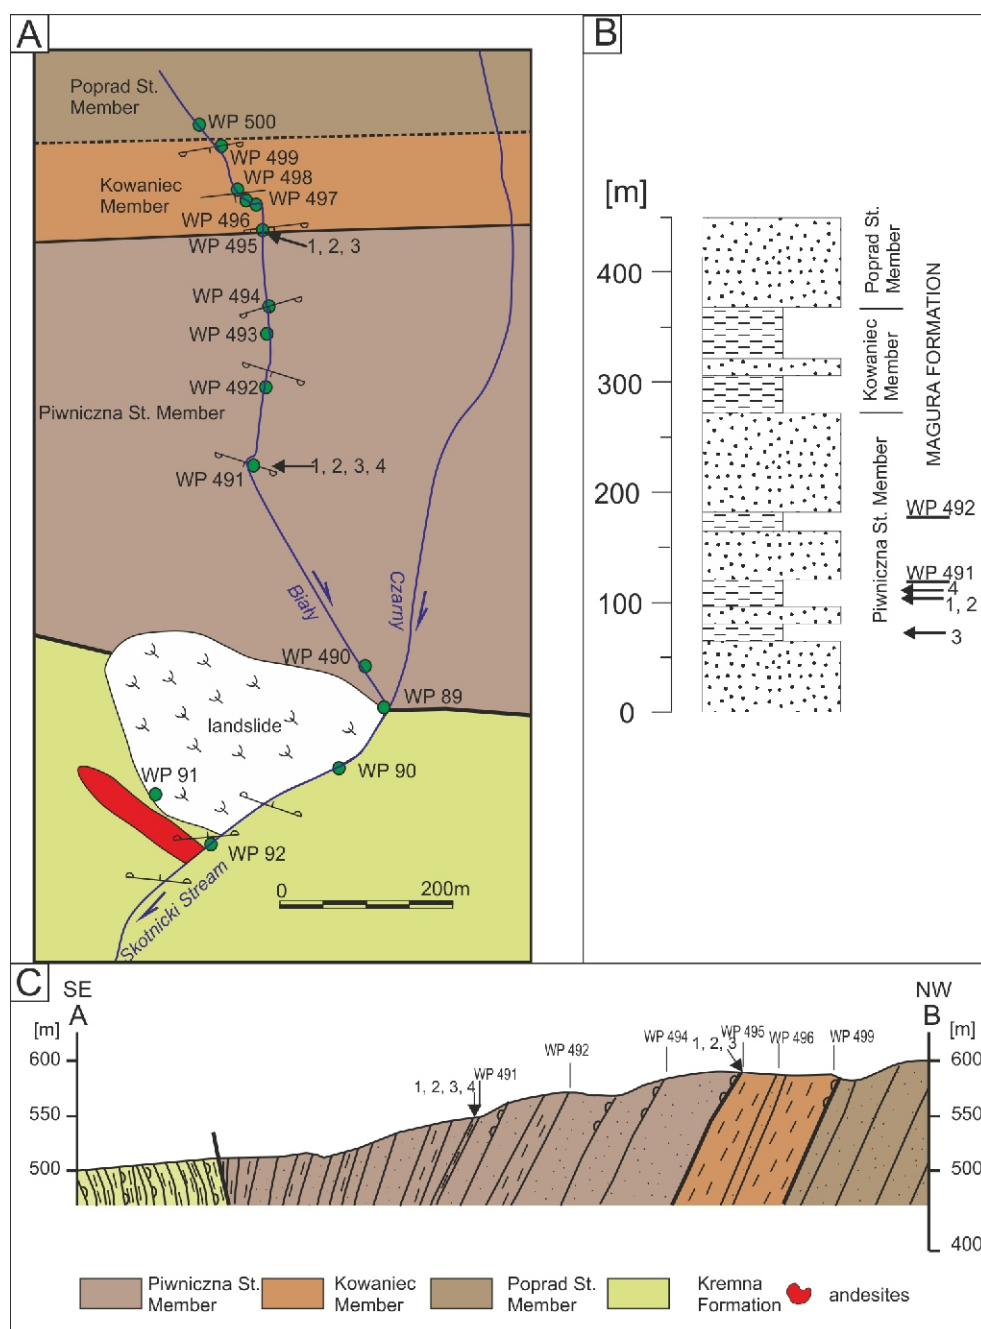 A
Poprad St.
Member
WP 500
WP 499
WP 498
Kowaniec
Member
WP 497
WP 496
WP 495
1, 2, 3
WP 494
WP 493
WP 492
Piwniczna St. Member
WP 491
1, 2, 3, 4
Biały
Czarny
WP 490
WP 89
landslide
WP 91
WP 90
WP 92
0
200m
Skotnicki Stream
B
[m]
400
300
200
100
0
Poprad St.
Member
Kowaniec
Member
Piwniczna St. Member
MAGURA FORMATION
WP 492
WP 491
4
1, 2
3
C
SE
A
[m]
600
550
500
1, 2, 3, 4
WP 491
WP 492
WP 494
1, 2, 3
WP 495
WP 496
WP 499
NW
B
[m]
600
550
500
400
Piwniczna St.
Member
Kowaniec
Member
Poprad St.
Member
Kremna
Formation
andesites